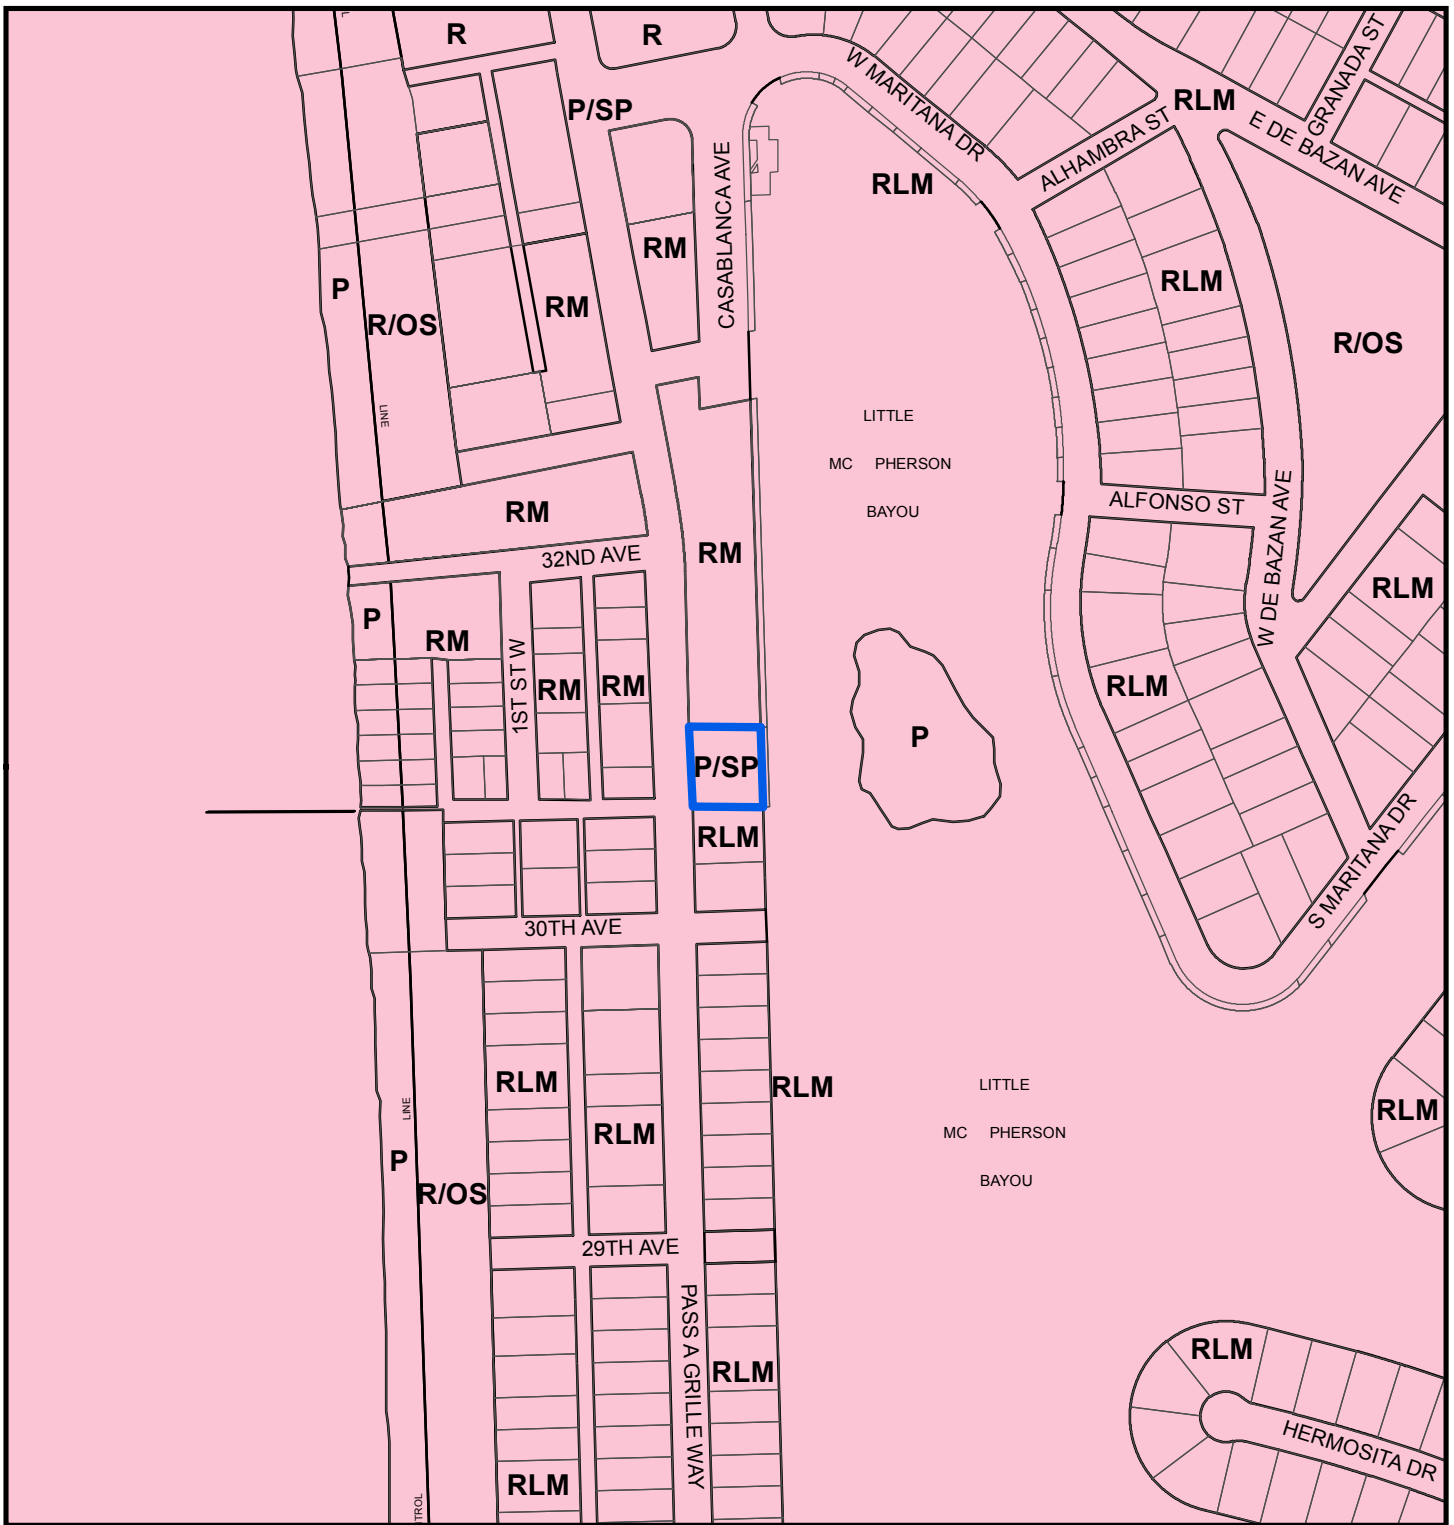 R
R
P/SP
W MARITANA DR
GRANADA ST
RLM
E DE BAZAN AVE
ALHAMBRA ST
RLM
CASABLANCA AVE
RM
RLM
P
RM
R/OS
R/OS
LINE
LITTLE
MC PHERSON
BAYOU
RM
ALFONSO ST
RM
32ND AVE
W DE BAZAN AVE
RLM
P
RM
1ST ST W
RM
RM
RLM
P
P/SP
RLM
S MARITANA DR
30TH AVE
RLM
RLM
LITTLE
MC PHERSON
BAYOU
RLM
LINE
RLM
P
R/OS
29TH AVE
PASS A GRILLE WAY
RLM
RLM
HERMOSITA DR
RLM
TROL